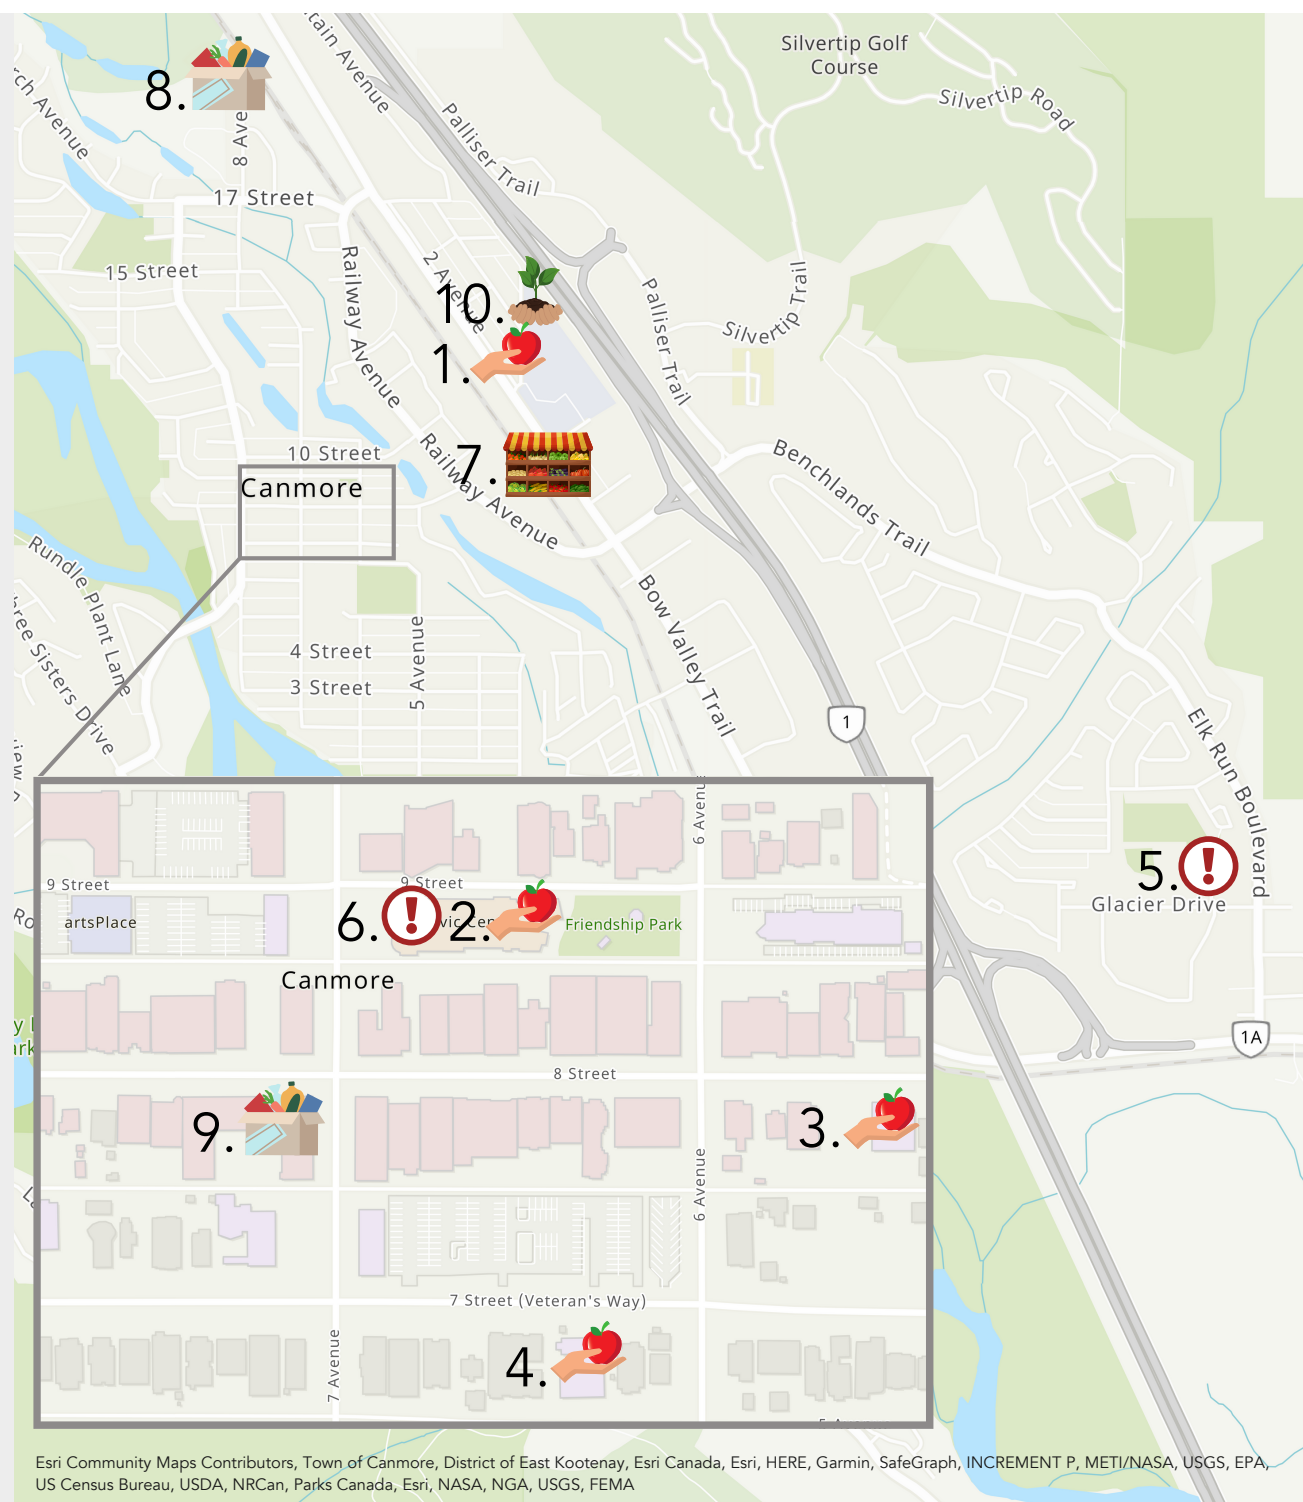 Silvertip Golf
Course
Silvertip Road
8.
8 Ave
Avenue
Palliser Trail
17 Street
15 Street
2 Avenue
Railway Avenue
10.
1.
Silvertip Trail
Palliser Trail
10 Street
Canmore
Railway Avenue
7.
Benchlands Trail
Rundle Plant Lane
Sisters Drive
4 Street
3 Street
5 Avenue
Bow Valley Trail
1
Elk Run Boulevard
5.
Glacier Drive
1A
6 Avenue
9 Street
9 Street
artsPlace
6.
2.
Friendship Park
Canmore
8 Street
9.
3.
6 Avenue
7 Street (Veteran's Way)
7 Avenue
4.
Esri Community Maps Contributors, Town of Canmore, District of East Kootenay, Esri Canada, Esri, HERE, Garmin, SafeGraph, INCREMENT P, METI/NASA, USGS, EPA,
US Census Bureau, USDA, NRCan, Parks Canada, Esri, NASA, NGA, USGS, FEMA